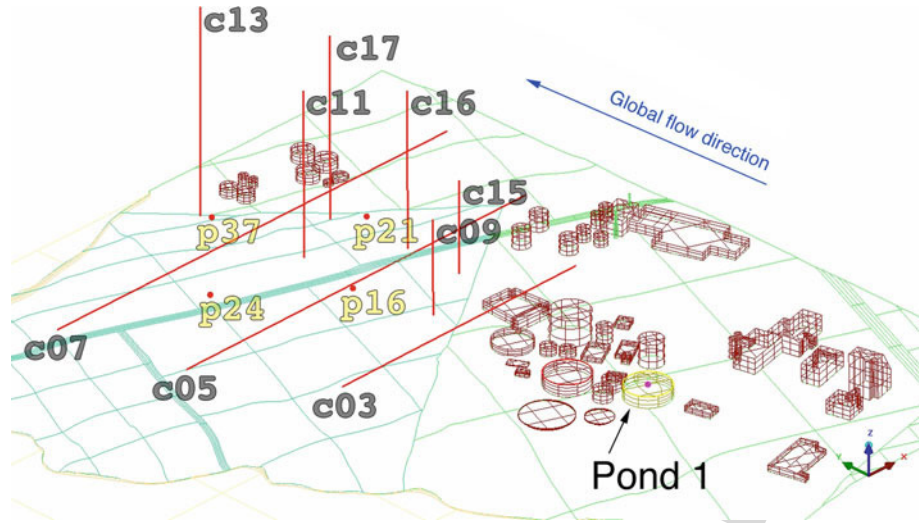 c13
c17
c11
c16
Global flow direction
c15
p37
p21
c09
p24
p16
c07
c05
c03
Pond 1
Z
Y
X